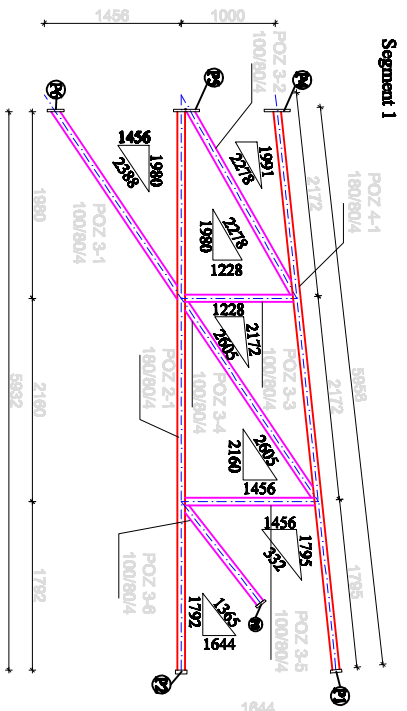 Segment 1
1456
1000
P6
P5
P4
POZ 3-2
100/80/4
2172
POZ 4-1
180/80/4
1456
1980
2388
1991
2278
2278
1980
1228
POZ 3-1
100/80/4
1980
5958
2172
1228
2172
2605
POZ 3-3
100/80/4
POZ 3-4
100/80/4
POZ 2-1
180/80/4
2605
2160
1456
2160
5932
1795
1456
1795
332
POZ 3-5
100/80/4
POZ 3-6
100/80/4
1365
1792
1644
1792
P2
P1
1644